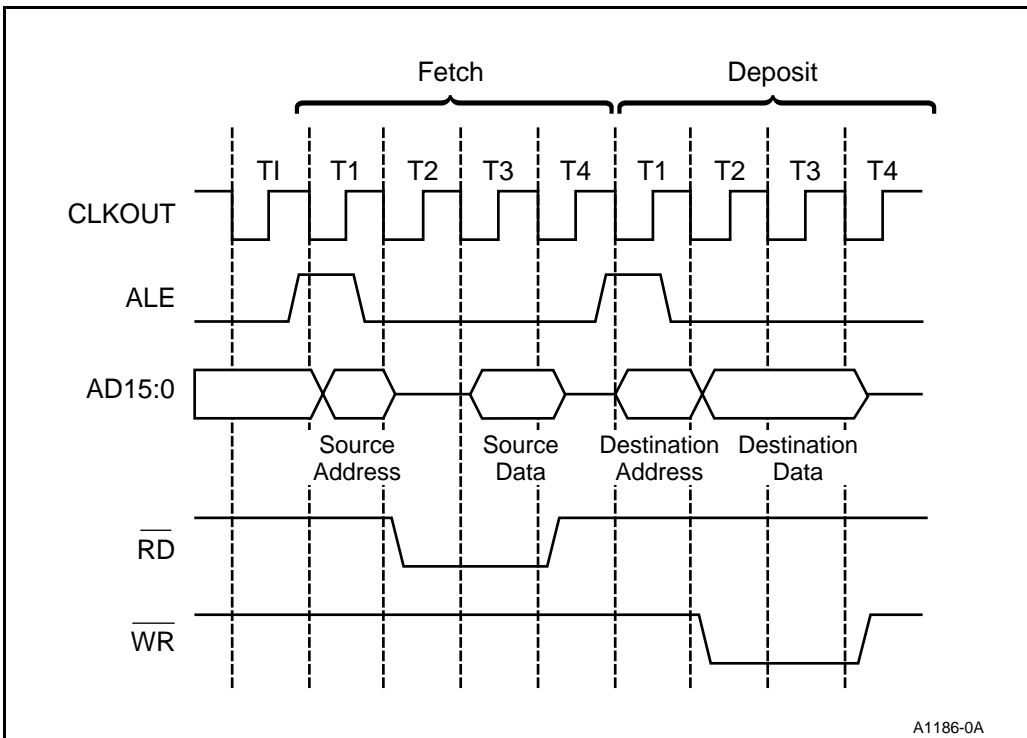 Fetch Deposit
TI T1 T2 T3 T4 T1 T2 T3 T4
CLKOUT
ALE
AD15:0
Source Address
Source Data
Destination Address
Destination Data
RD
WR
A1186-0A